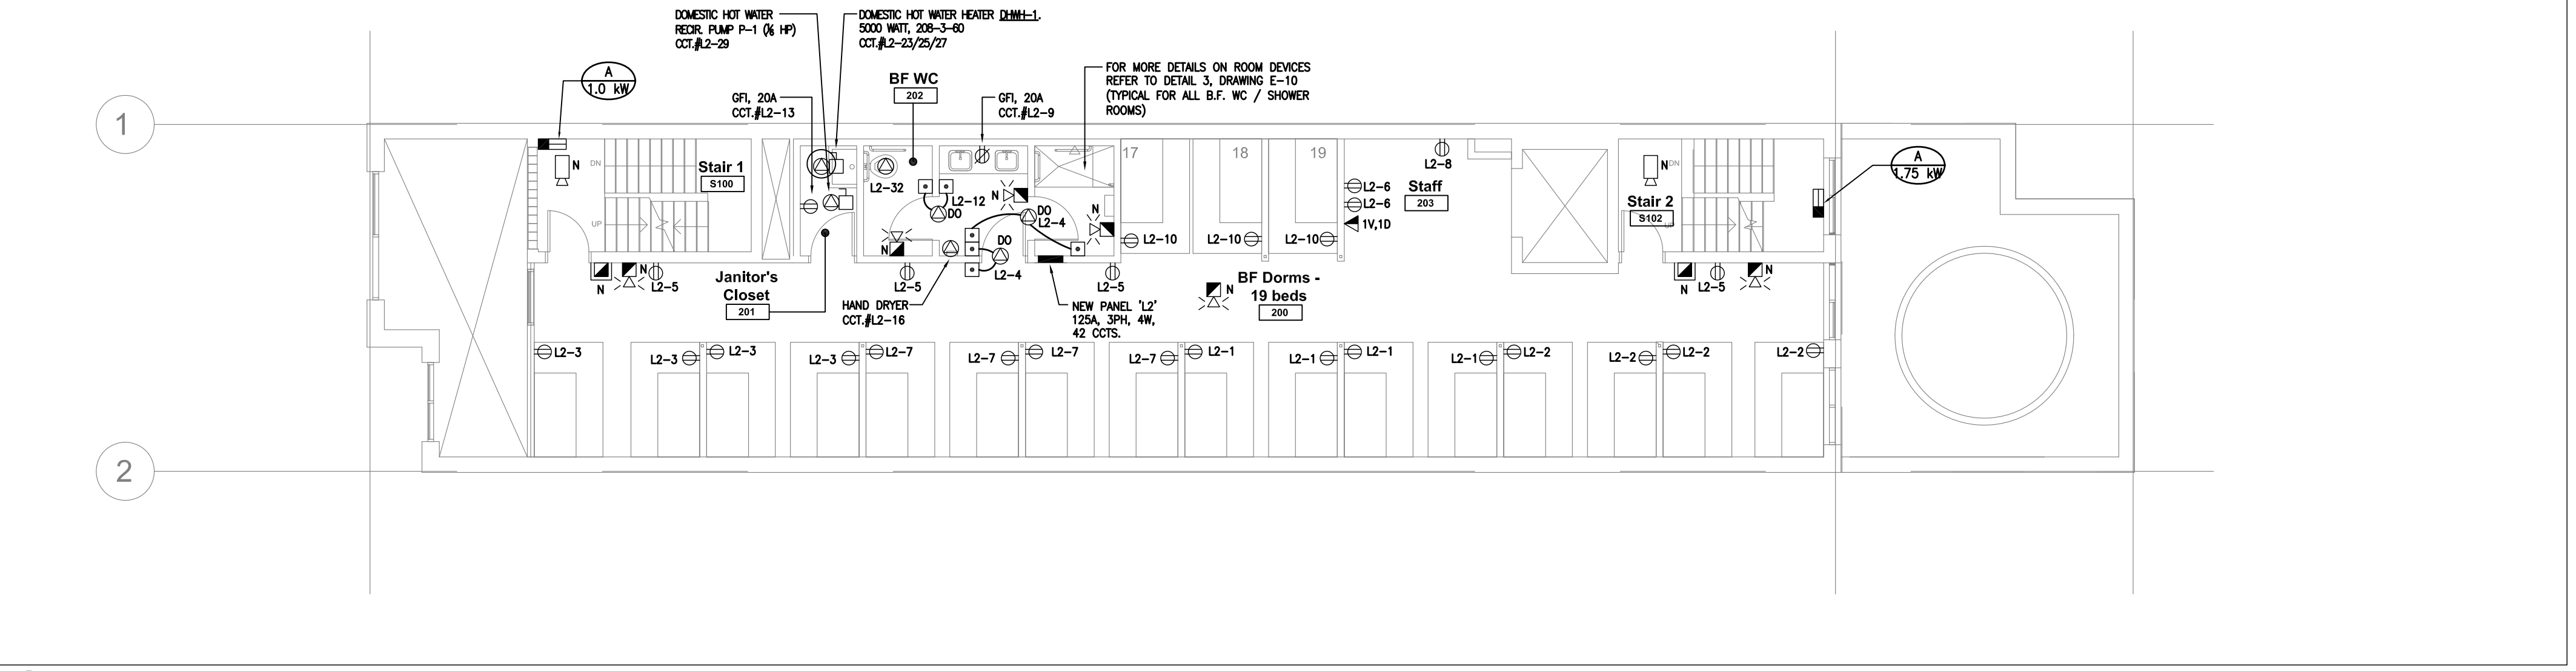 DOMESTIC HOT WATER
RECIR. PUMP P-1 (⅙ HP)
CCT.#L2-29
DOMESTIC HOT WATER HEATER DHWH-1.
5000 WATT, 208-3-60
CCT.#L2-23/25/27
A
1.0 kW
BF WC
202
GFI, 20A
CCT.#L2-13
GFI, 20A
CCT.#L2-9
FOR MORE DETAILS ON ROOM DEVICES
REFER TO DETAIL 3, DRAWING E-10
(TYPICAL FOR ALL B.F. WC / SHOWER
ROOMS)
1
N
DN
UP
Stair 1
S100
L2-32
L2-12
DO
N
DO
L2-4
N
N
DO
L2-4
17
18
19
L2-10
L2-10
L2-10
L2-6
L2-6
1V,1D
Staff
203
L2-8
N
DN
Stair 2
S102
UP
A
1.75 kW
N
N
L2-5
Janitor's
Closet
201
L2-5
HAND DRYER
CCT.#L2-16
L2-5
NEW PANEL 'L2'
125A, 3PH, 4W,
42 CCTS.
N
BF Dorms -
19 beds
200
N
L2-5
N
L2-3
L2-3
L2-3
L2-3
L2-7
L2-7
L2-7
L2-7
L2-1
L2-1
L2-1
L2-1
L2-2
L2-2
L2-2
L2-2
2